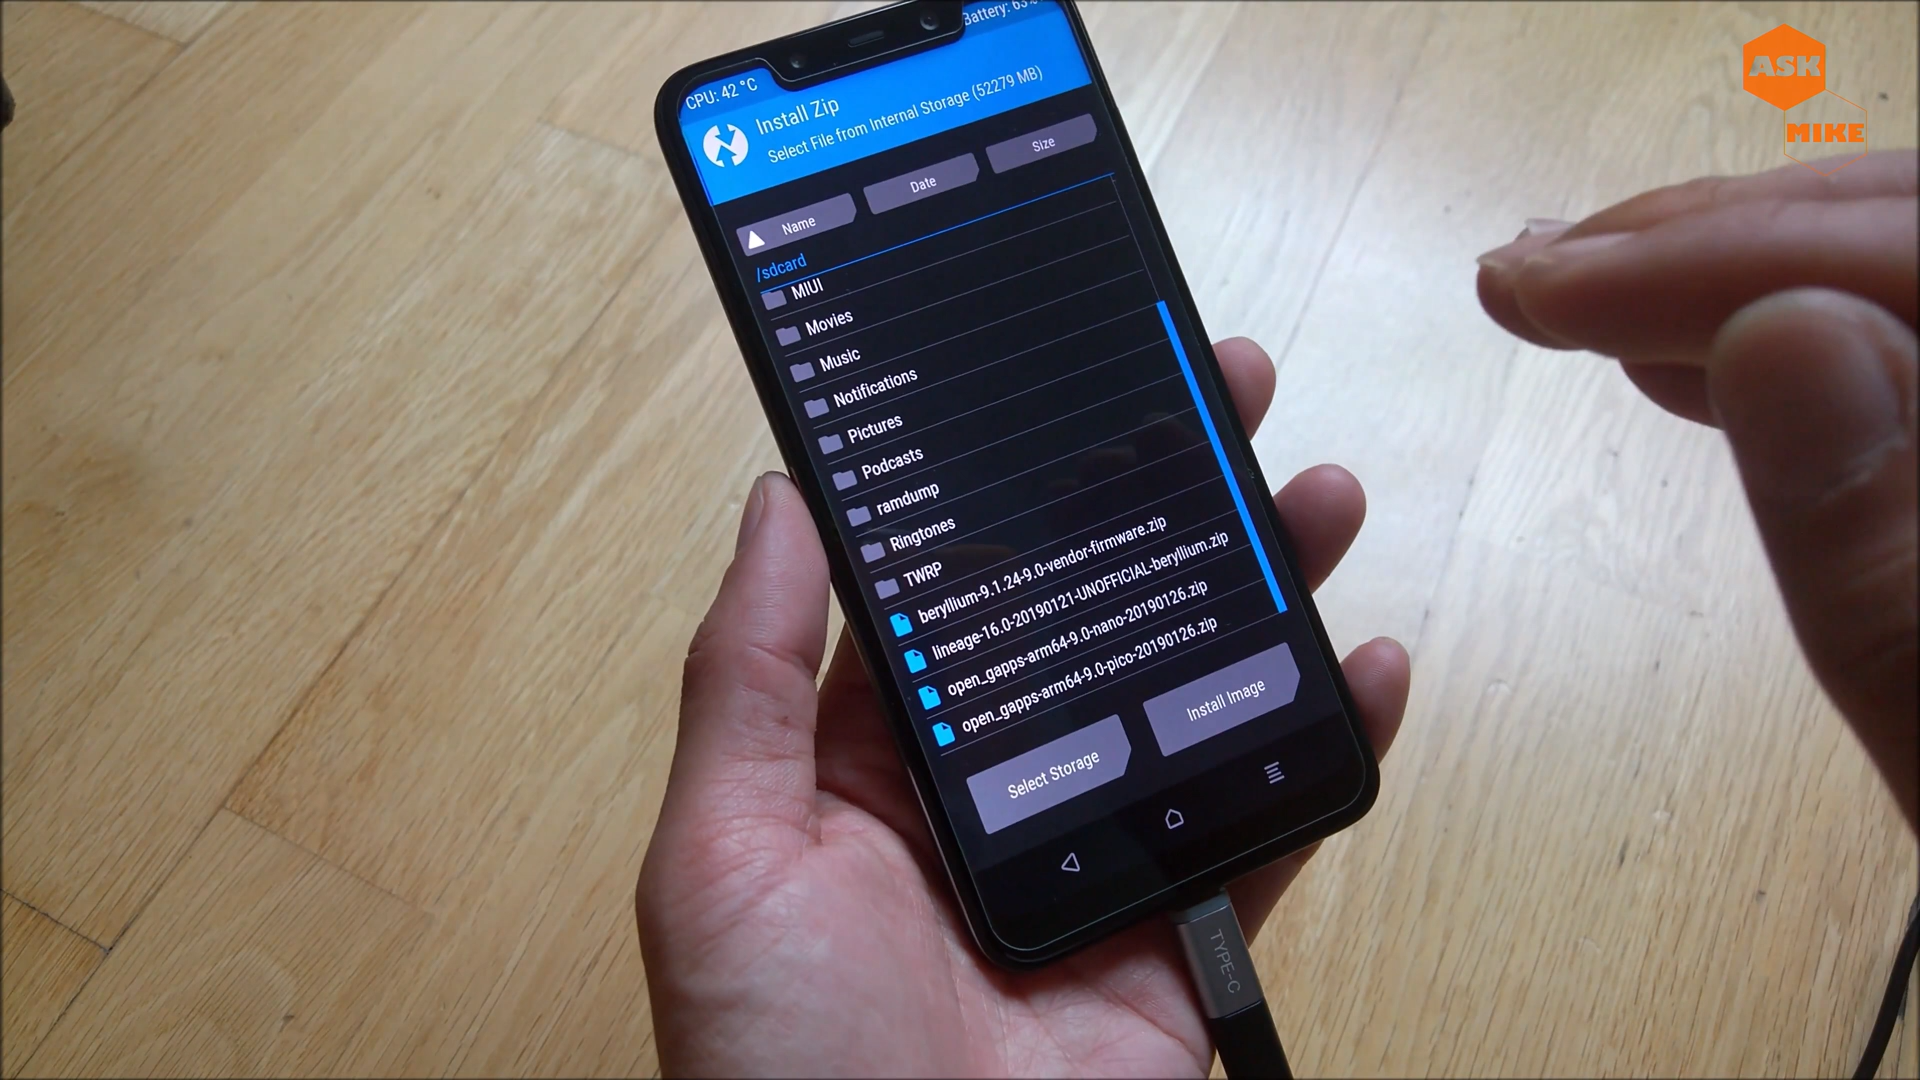 CPU: 42 °C
Battery: 63%
Install Zip
Select File from Internal Storage (52279 MB)
Name
Date
Size
/sdcard
MIUI
Movies
Music
Notifications
Pictures
Podcasts
ramdump
Ringtones
TWRP
beryllium-9.1.24-9.0-vendor-firmware.zip
lineage-16.0-20190121-UNOFFICIAL-beryllium.zip
open_gapps-arm64-9.0-nano-20190126.zip
open_gapps-arm64-9.0-pico-20190126.zip
Select Storage
Install Image
TYPE-C
ASK
MIKE